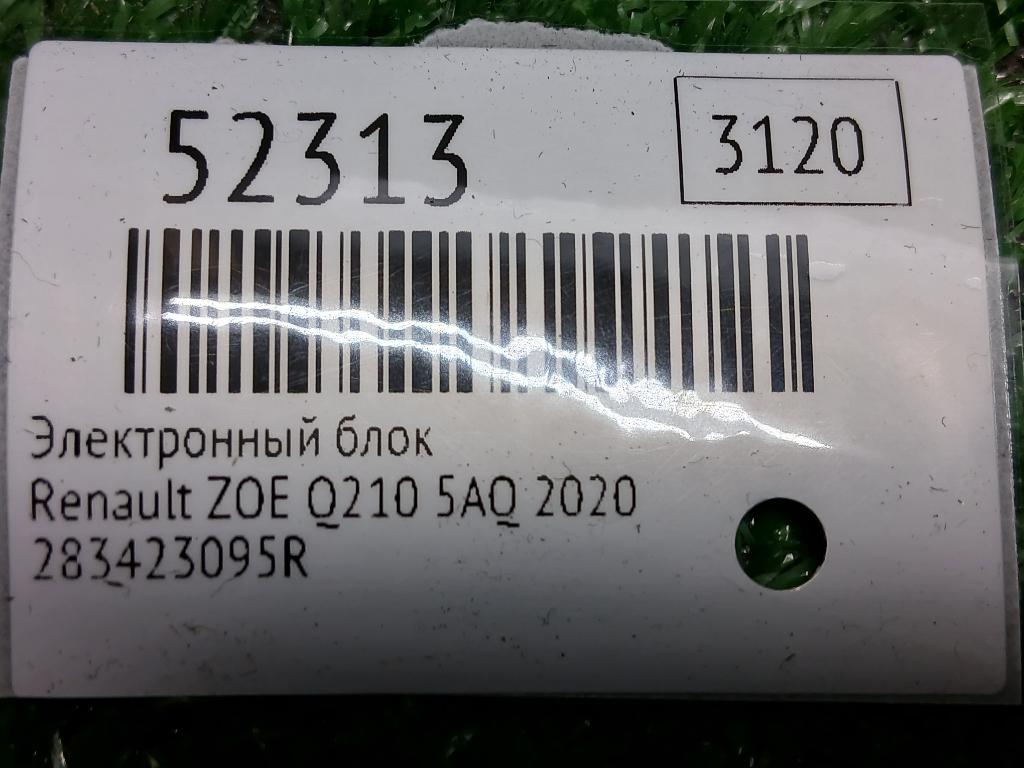 52313
3120
Электронный блок
Renault ZOE Q210 5AQ 2020
283423095R